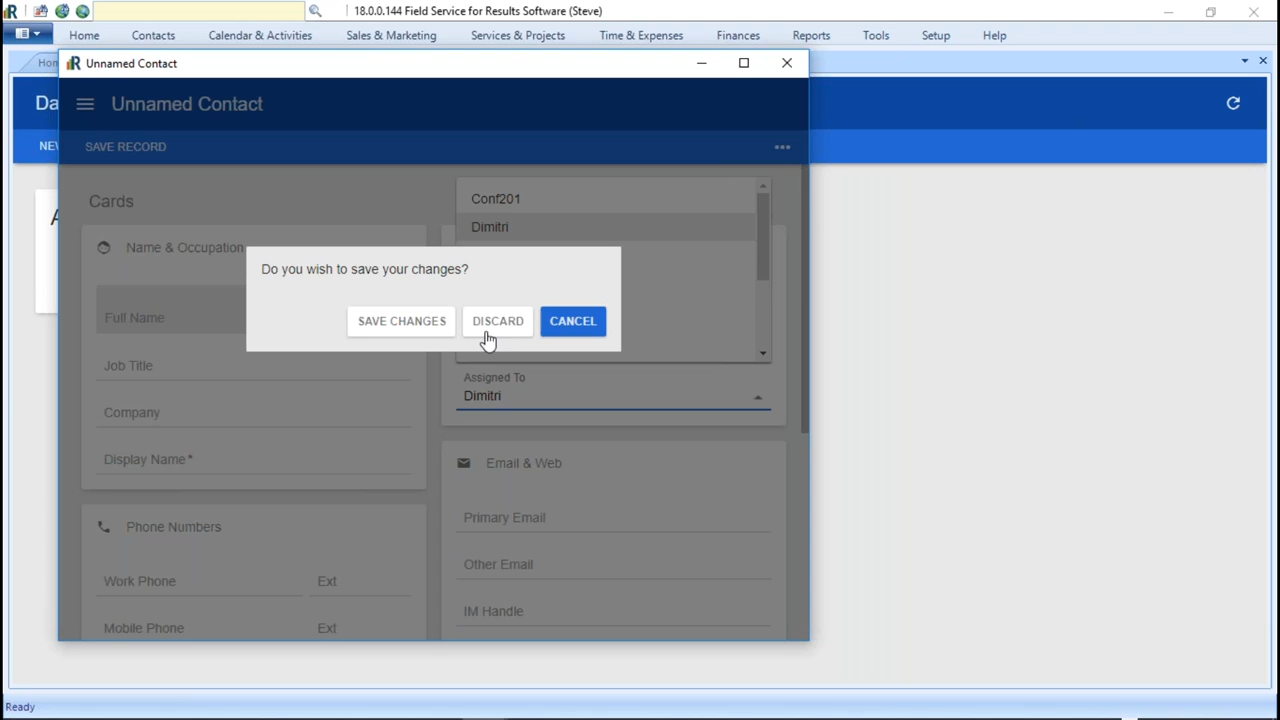 18.0.0.144 Field Service for Results Software (Steve)
Home Contacts Calendar & Activities Sales & Marketing Services & Projects Time & Expenses Finances Reports Tools Setup Help
Unnamed Contact
Unnamed Contact
SAVE RECORD
Cards
Conf201
Dimitri
Name & Occupation
Do you wish to save your changes?
SAVE CHANGES DISCARD CANCEL
Full Name
Job Title
Assigned To
Dimitri
Company
Display Name*
Email & Web
Primary Email
Other Email
IM Handle
Phone Numbers
Work Phone Ext
Mobile Phone Ext
Ready